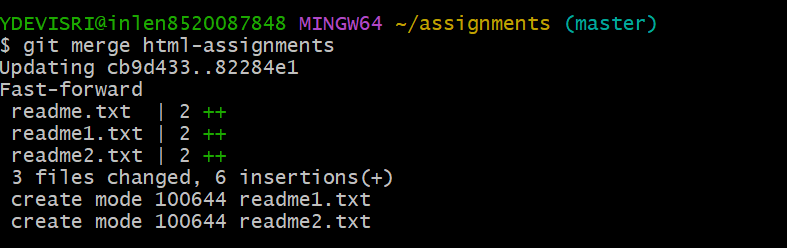 YDEVISRI@inlen8520087848 MINGW64 ~/assignments (master)
$ git merge html-assignments
Updating cb9d433..82284e1
Fast-forward
 readme.txt  | 2 ++
 readme1.txt | 2 ++
 readme2.txt | 2 ++
 3 files changed, 6 insertions(+)
 create mode 100644 readme1.txt
 create mode 100644 readme2.txt